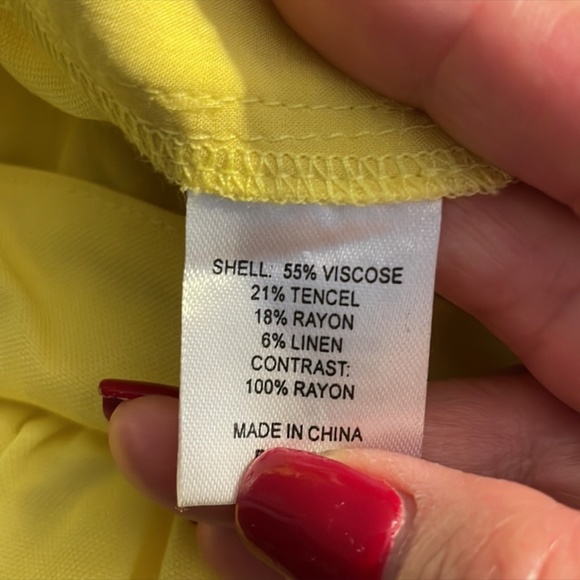 SHELL: 55% VISCOSE
21% TENCEL
18% RAYON
6% LINEN
CONTRAST:
100% RAYON
MADE IN CHINA